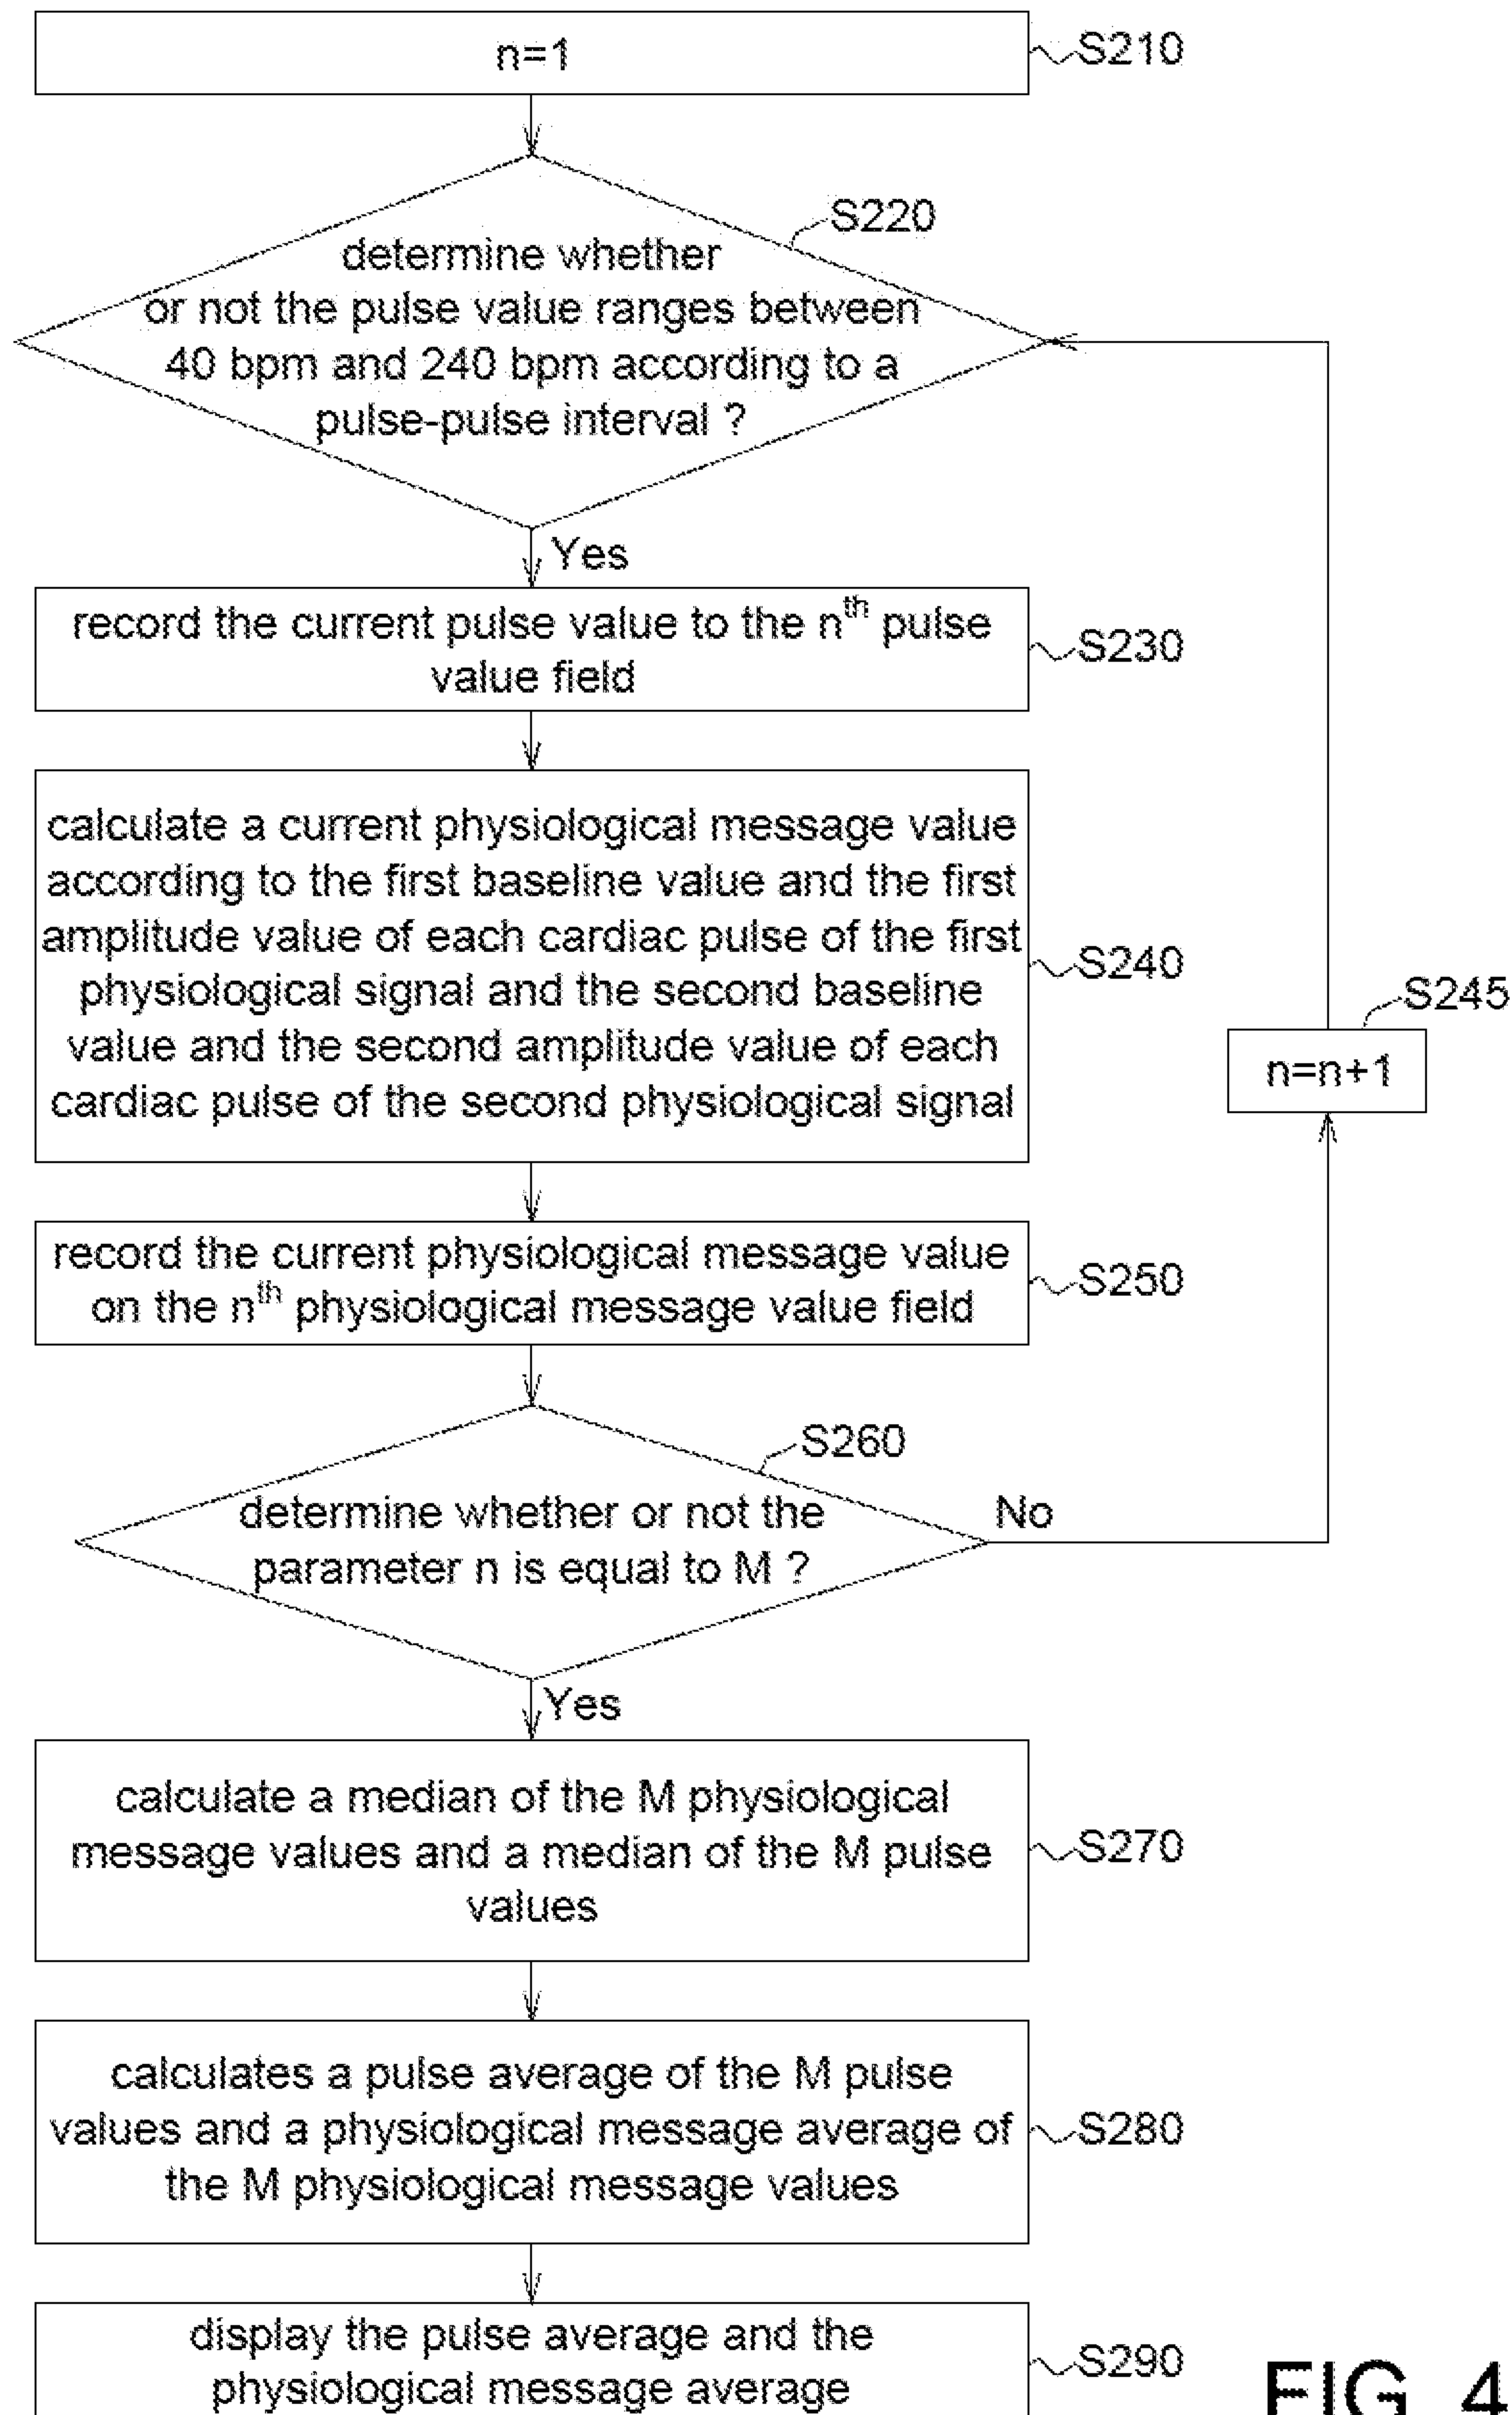 n=1
S210
S220
determine whether
or not the pulse value ranges between
40 bpm and 240 bpm according to a
pulse-pulse interval ?
Yes
record the current pulse value to the nth pulse
value field
S230
calculate a current physiological message value
according to the first baseline value and the first
amplitude value of each cardiac pulse of the first
physiological signal and the second baseline
value and the second amplitude value of each
cardiac pulse of the second physiological signal
S240
S245
n=n+1
record the current physiological message value
on the nth physiological message value field
S250
S260
determine whether or not the
parameter n is equal to M ?
No
Yes
calculate a median of the M physiological
message values and a median of the M pulse
values
S270
calculates a pulse average of the M pulse
values and a physiological message average of
the M physiological message values
S280
display the pulse average and the
physiological message average
S290
FIG. 4